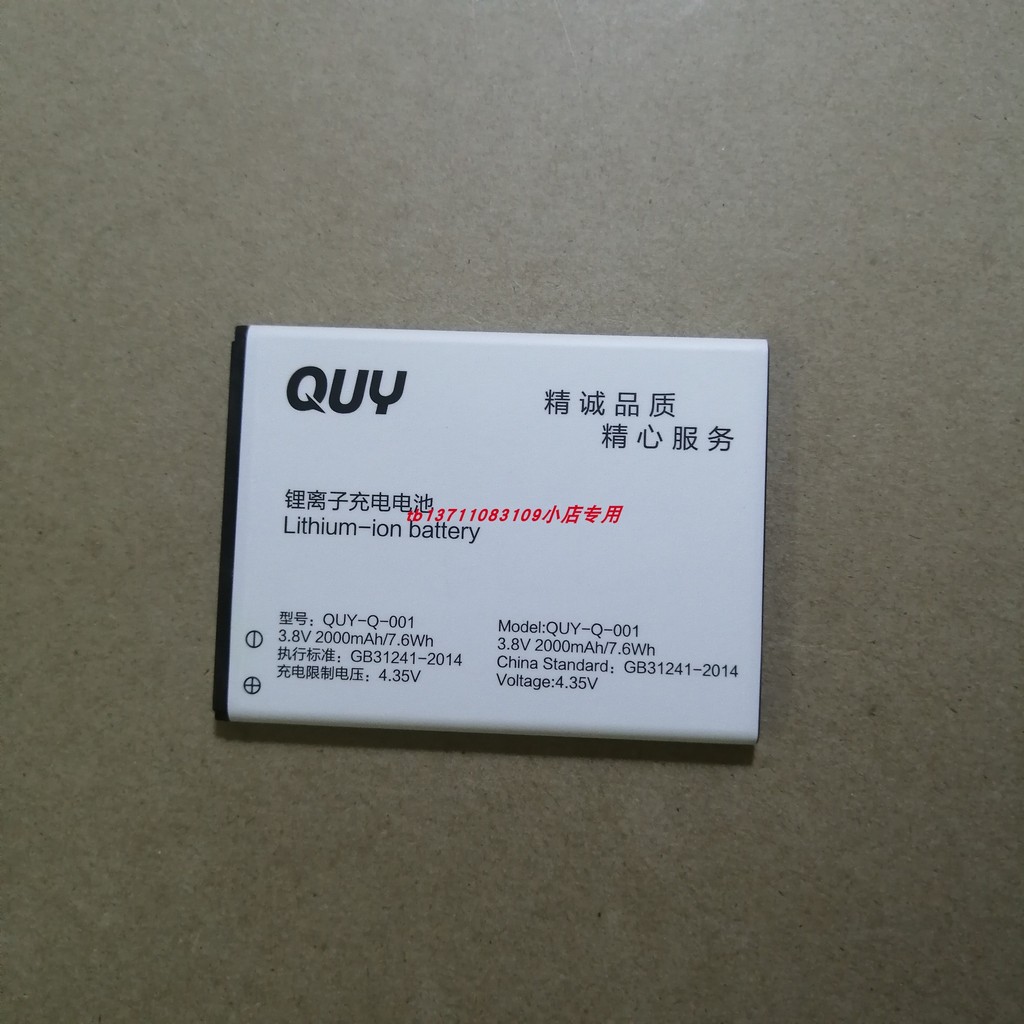 QUY
精诚品质
精心服务
锂离子充电电池
tb13711083109小店专用
Lithium-ion battery
型号：QUY-Q-001
3.8V 2000mAh/7.6Wh
执行标准：GB31241-2014
充电限制电压：4.35V
Model:QUY-Q-001
3.8V 2000mAh/7.6Wh
China Standard：GB31241-2014
Voltage:4.35V